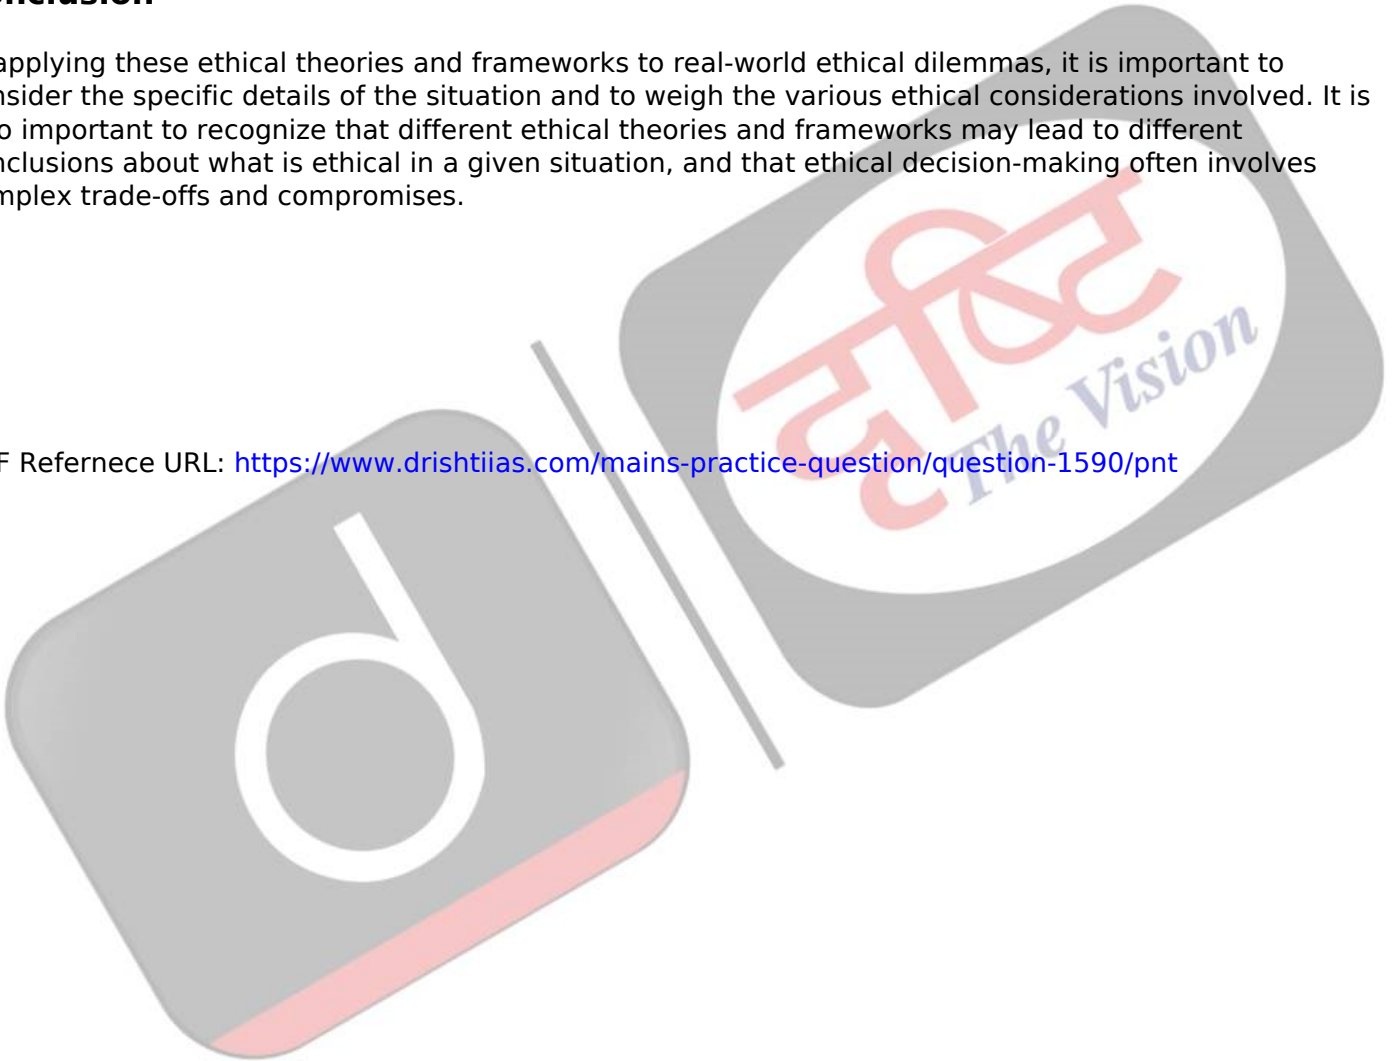 onclusion
applying these ethical theories and frameworks to real-world ethical dilemmas, it is important to
nsider the specific details of the situation and to weigh the various ethical considerations involved. It is
o important to recognize that different ethical theories and frameworks may lead to different
nclusions about what is ethical in a given situation, and that ethical decision-making often involves
mplex trade-offs and compromises.
दृष्टि
The Vision
F Refernece URL: https://www.drishtiias.com/mains-practice-question/question-1590/pnt
d